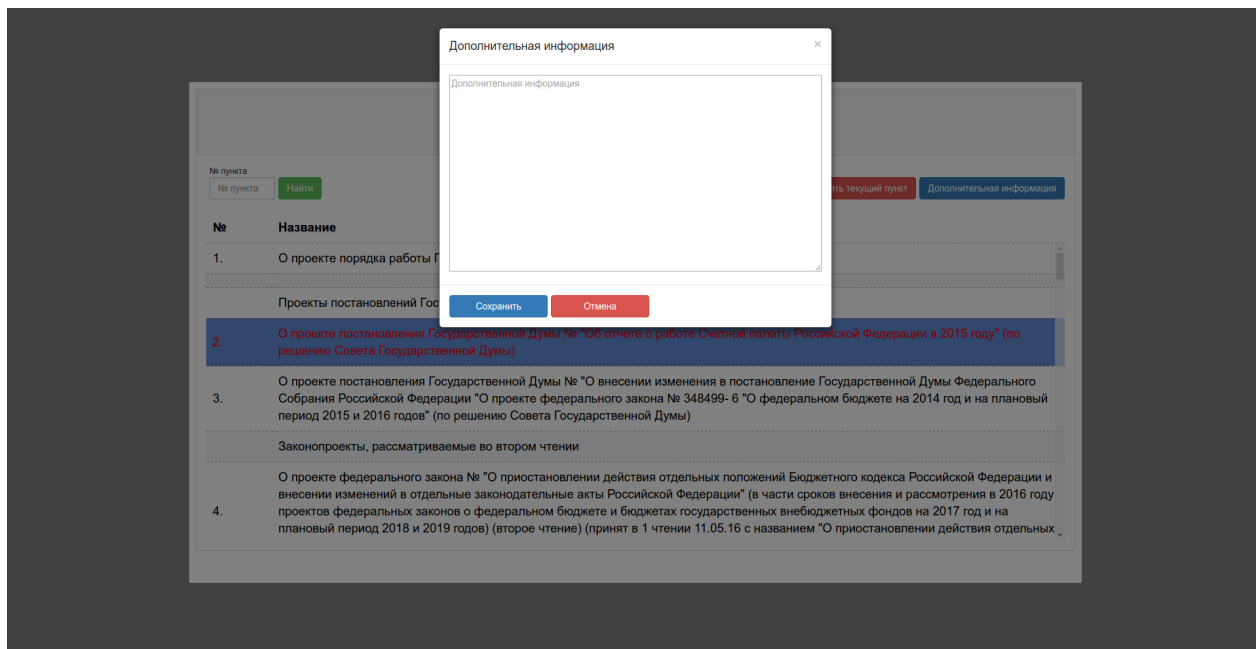 Дополнительная информация
×
Дополнительная информация
№ пункта
№ пункта
Найти
текущий пункт
Дополнительная информация
№
Название
1.
О проекте порядка работы
Проекты постановлений
Сохранить
Отмена
2.
О проекте постановления Государственной Думы № "Об отчете о работе Счетной палаты Российской Федерации в 2015 году" (по
решению Совета Государственной Думы)
3.
О проекте постановления Государственной Думы № "О внесении изменения в постановление Государственной Думы Федерального
Собрания Российской Федерации "О проекте федерального закона № 348499- 6 "О федеральном бюджете на 2014 год и на плановый
период 2015 и 2016 годов" (по решению Совета Государственной Думы)
Законопроекты, рассматриваемые во втором чтении
4.
О проекте федерального закона № "О приостановлении действия отдельных положений Бюджетного кодекса Российской Федерации и
внесении изменений в отдельные законодательные акты Российской Федерации" (в части сроков внесения и рассмотрения в 2016 году
проектов федеральных законов о федеральном бюджете и бюджетах государственных внебюджетных фондов на 2017 год и на
плановый период 2018 и 2019 годов) (второе чтение) (принят в 1 чтении 11.05.16 с названием "О приостановлении действия отдельных